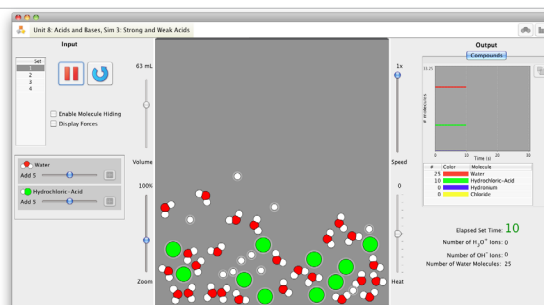 Unit 8: Acids and Bases, Sim 3: Strong and Weak Acids
Input
Set
1
2
3
4
Enable Molecule Hiding
Display Forces
Water
Add 5
Hydrochloric-Acid
Add 5
63 mL
Volume
100%
Zoom
1x
Speed
0
Heat
Output
Compounds
# Molecules
0
10
20
30
Time (s)
# Color Molecule
25 Water
10 Hydrochloric-Acid
0 Hydronium
0 Chloride
Elapsed Set Time: 10
Number of H3O+ Ions: 0
Number of OH- Ions: 0
Number of Water Molecules: 25